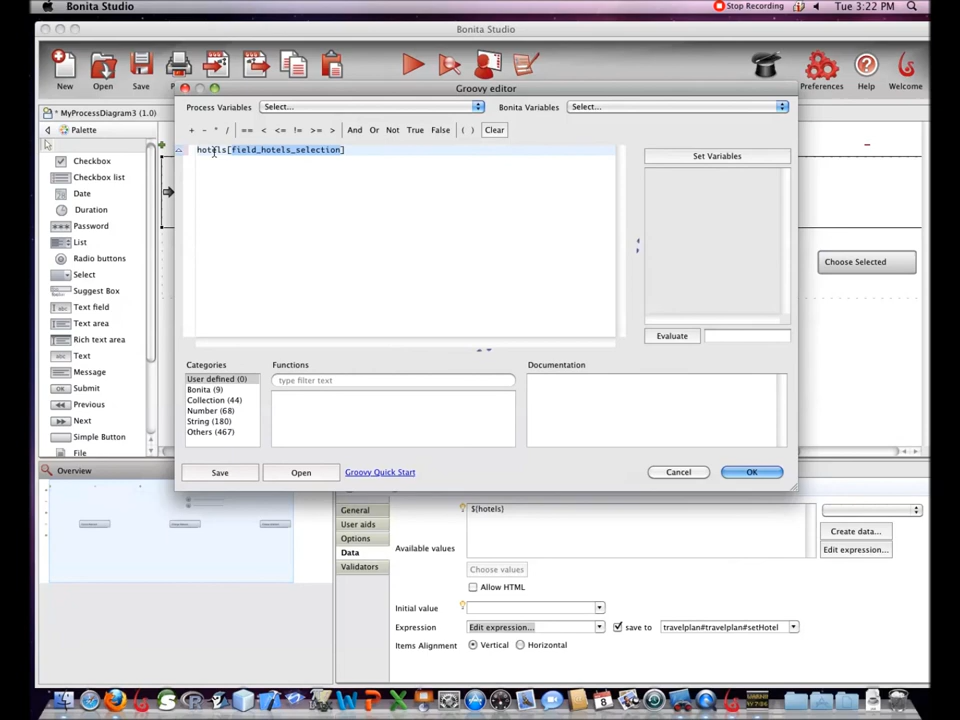 Bonita Studio
Stop Recording
Tue 3:22 PM
Bonita Studio
New
Open
Save
Preferences
Help
Welcome
* MyProcessDiagram3 (1.0)
Palette
Checkbox
Checkbox list
Date
Duration
Password
List
Radio buttons
Select
Suggest Box
Text field
Text area
Rich text area
Text
Message
Submit
Previous
Next
Simple Button
File
Groovy editor
Process Variables
Select...
Bonita Variables
Select...
+ - * / == < <= != >= > And Or Not True False ( ) Clear
hotels[field_hotels_selection]
Set Variables
Evaluate
Categories
Functions
Documentation
User defined (0)
Bonita (9)
Collection (44)
Number (68)
String (180)
Others (467)
type filter text
Save
Open
Groovy Quick Start
Cancel
OK
Choose Selected
Overview
General
User aids
Options
Data
Validators
${hotels}
Available values
Create data...
Edit expression...
Choose values
Allow HTML
Initial value
Expression
Edit expression...
save to
travelplan#travelplan#setHotel
Items Alignment
Vertical
Horizontal